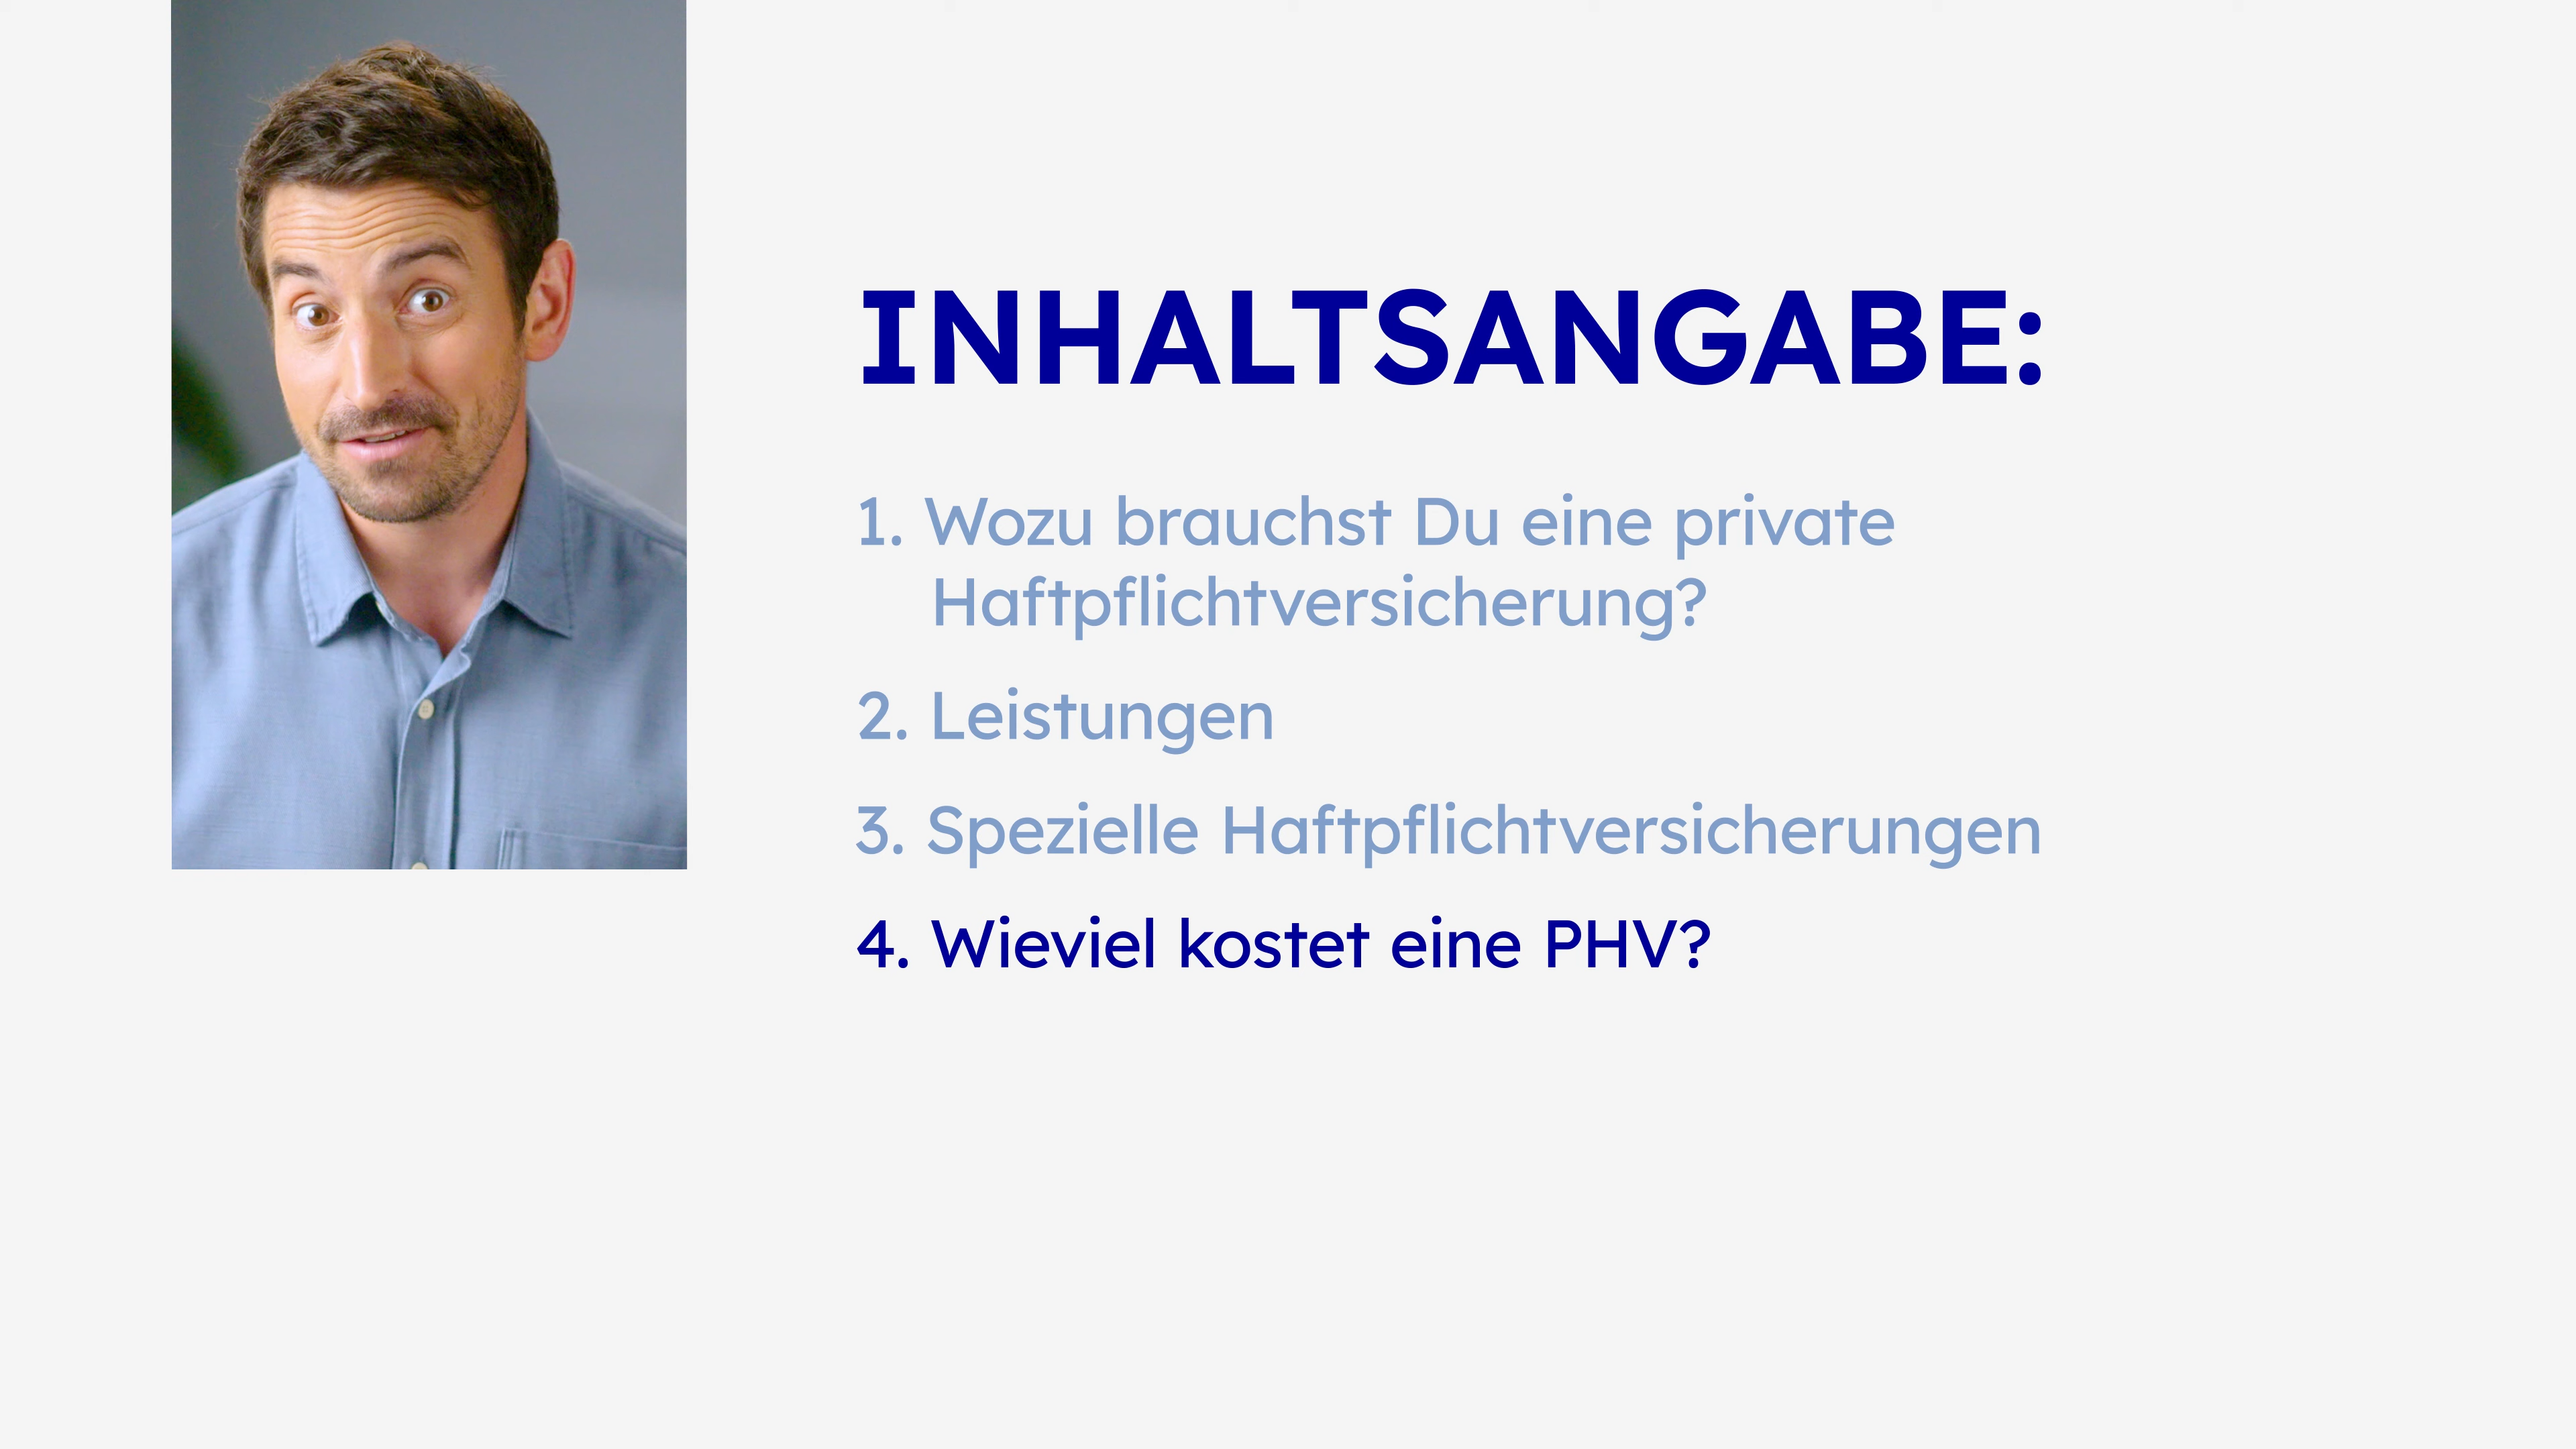 INHALTSANGABE:
1. Wozu brauchst Du eine private
Haftpflichtversicherung?
2. Leistungen
3. Spezielle Haftpflichtversicherungen
4. Wieviel kostet eine PHV?